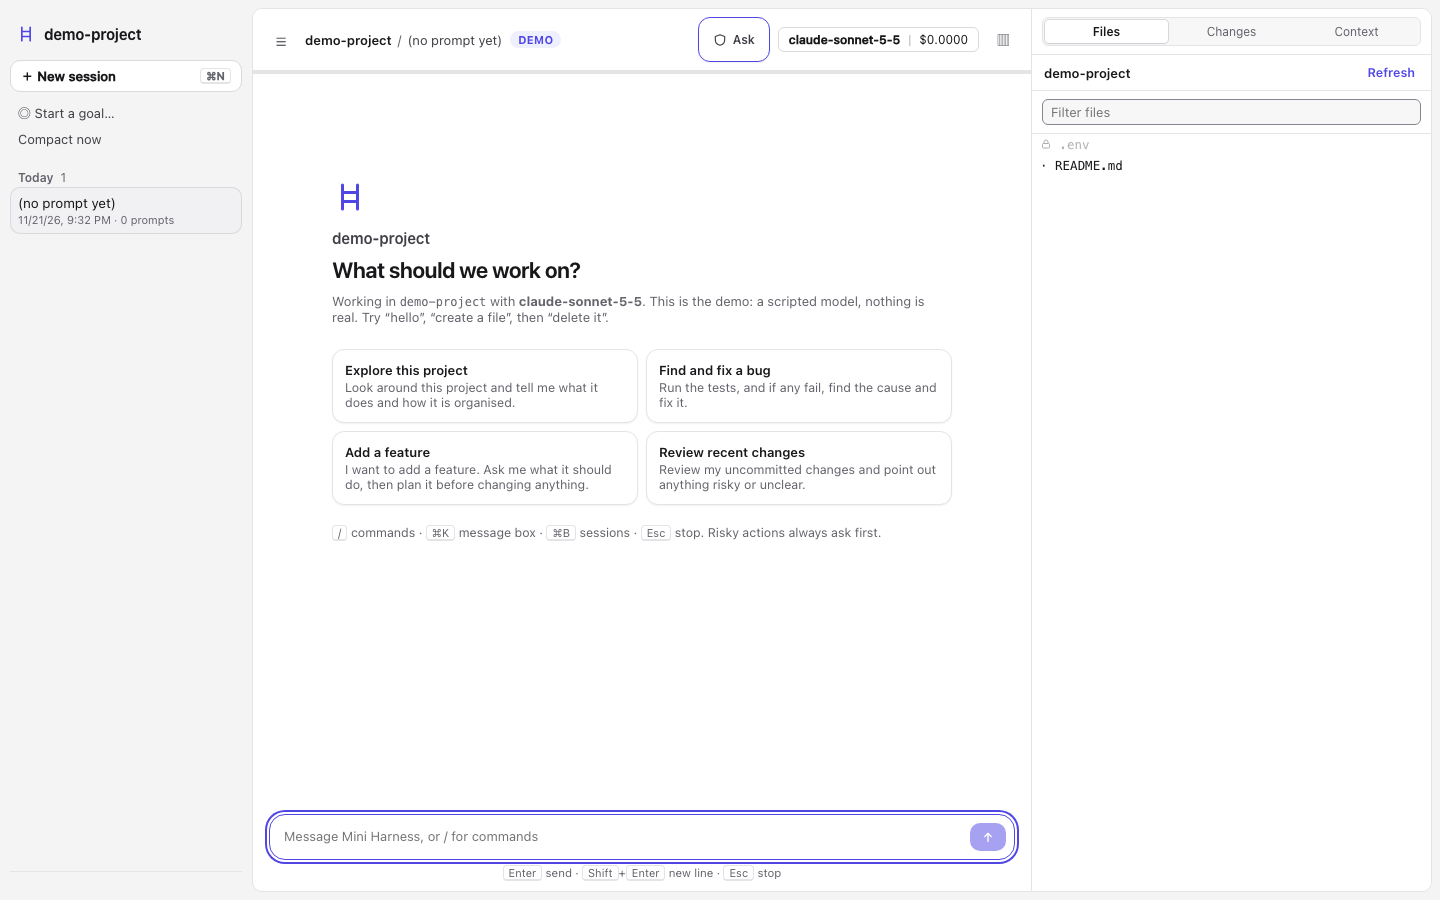 demo-project
+ New session ⌘N
Start a goal...
Compact now
Today 1
(no prompt yet)
11/21/26, 9:32 PM · 0 prompts
demo-project / (no prompt yet) DEMO
Ask
claude-sonnet-5-5 | $0.0000
demo-project
What should we work on?
Working in demo-project with claude-sonnet-5-5. This is the demo: a scripted model, nothing is
real. Try “hello”, “create a file”, then “delete it”.
Explore this project
Look around this project and tell me what it
does and how it is organised.
Find and fix a bug
Run the tests, and if any fail, find the cause and
fix it.
Add a feature
I want to add a feature. Ask me what it should
do, then plan it before changing anything.
Review recent changes
Review my uncommitted changes and point out
anything risky or unclear.
/ commands · ⌘K message box · ⌘B sessions · Esc stop. Risky actions always ask first.
Message Mini Harness, or / for commands
Enter send · Shift+Enter new line · Esc stop
Files Changes Context
demo-project Refresh
Filter files
.env
· README.md